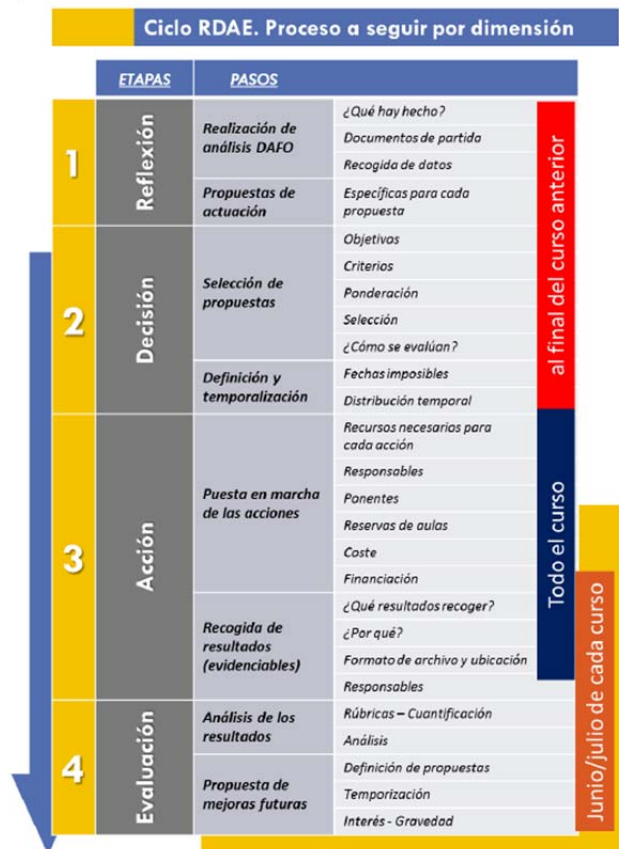 Ciclo RDAE. Proceso a seguir por dimensión
ETAPAS
PASOS
1
Reflexión
Realización de
análisis DAFO
¿Qué hay hecho?
Documentos de partida
Recogida de datos
Propuestas de
actuación
Específicas para cada
propuesta
al final del curso anterior
2
Decisión
Selección de
propuestas
Objetivos
Criterios
Ponderación
Selección
¿Cómo se evalúan?
Definición y
temporalización
Fechas imposibles
Distribución temporal
3
Acción
Puesta en marcha
de las acciones
Recursos necesarios para
cada acción
Responsables
Ponentes
Reservas de aulas
Coste
Financiación
Todo el curso
Recogida de
resultados
(evidenciables)
¿Qué resultados recoger?
¿Por qué?
Formato de archivo y ubicación
Responsables
4
Evaluación
Análisis de los
resultados
Rúbricas – Cuantificación
Análisis
Propuesta de
mejoras futuras
Definición de propuestas
Temporización
Interés - Gravedad
Junio/julio de cada curso